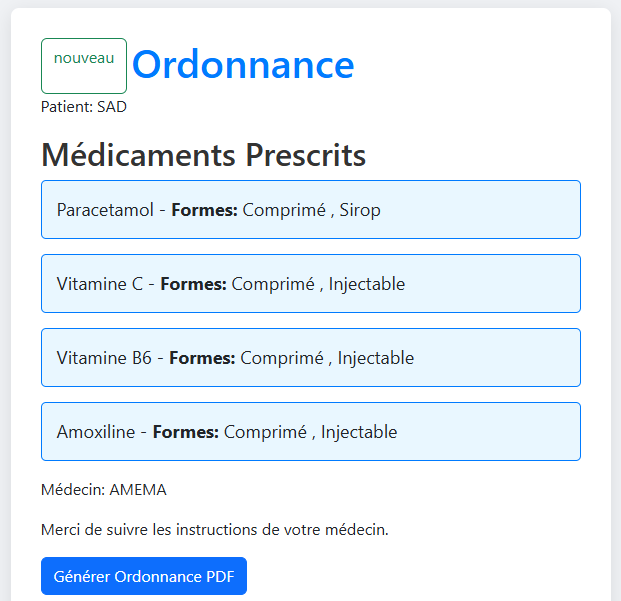 nouveau
Ordonnance
Patient: SAD
Médicaments Prescrits
Paracetamol - Formes: Comprimé , Sirop
Vitamine C - Formes: Comprimé , Injectable
Vitamine B6 - Formes: Comprimé , Injectable
Amoxiline - Formes: Comprimé , Injectable
Médecin: AMEMA
Merci de suivre les instructions de votre médecin.
Générer Ordonnance PDF